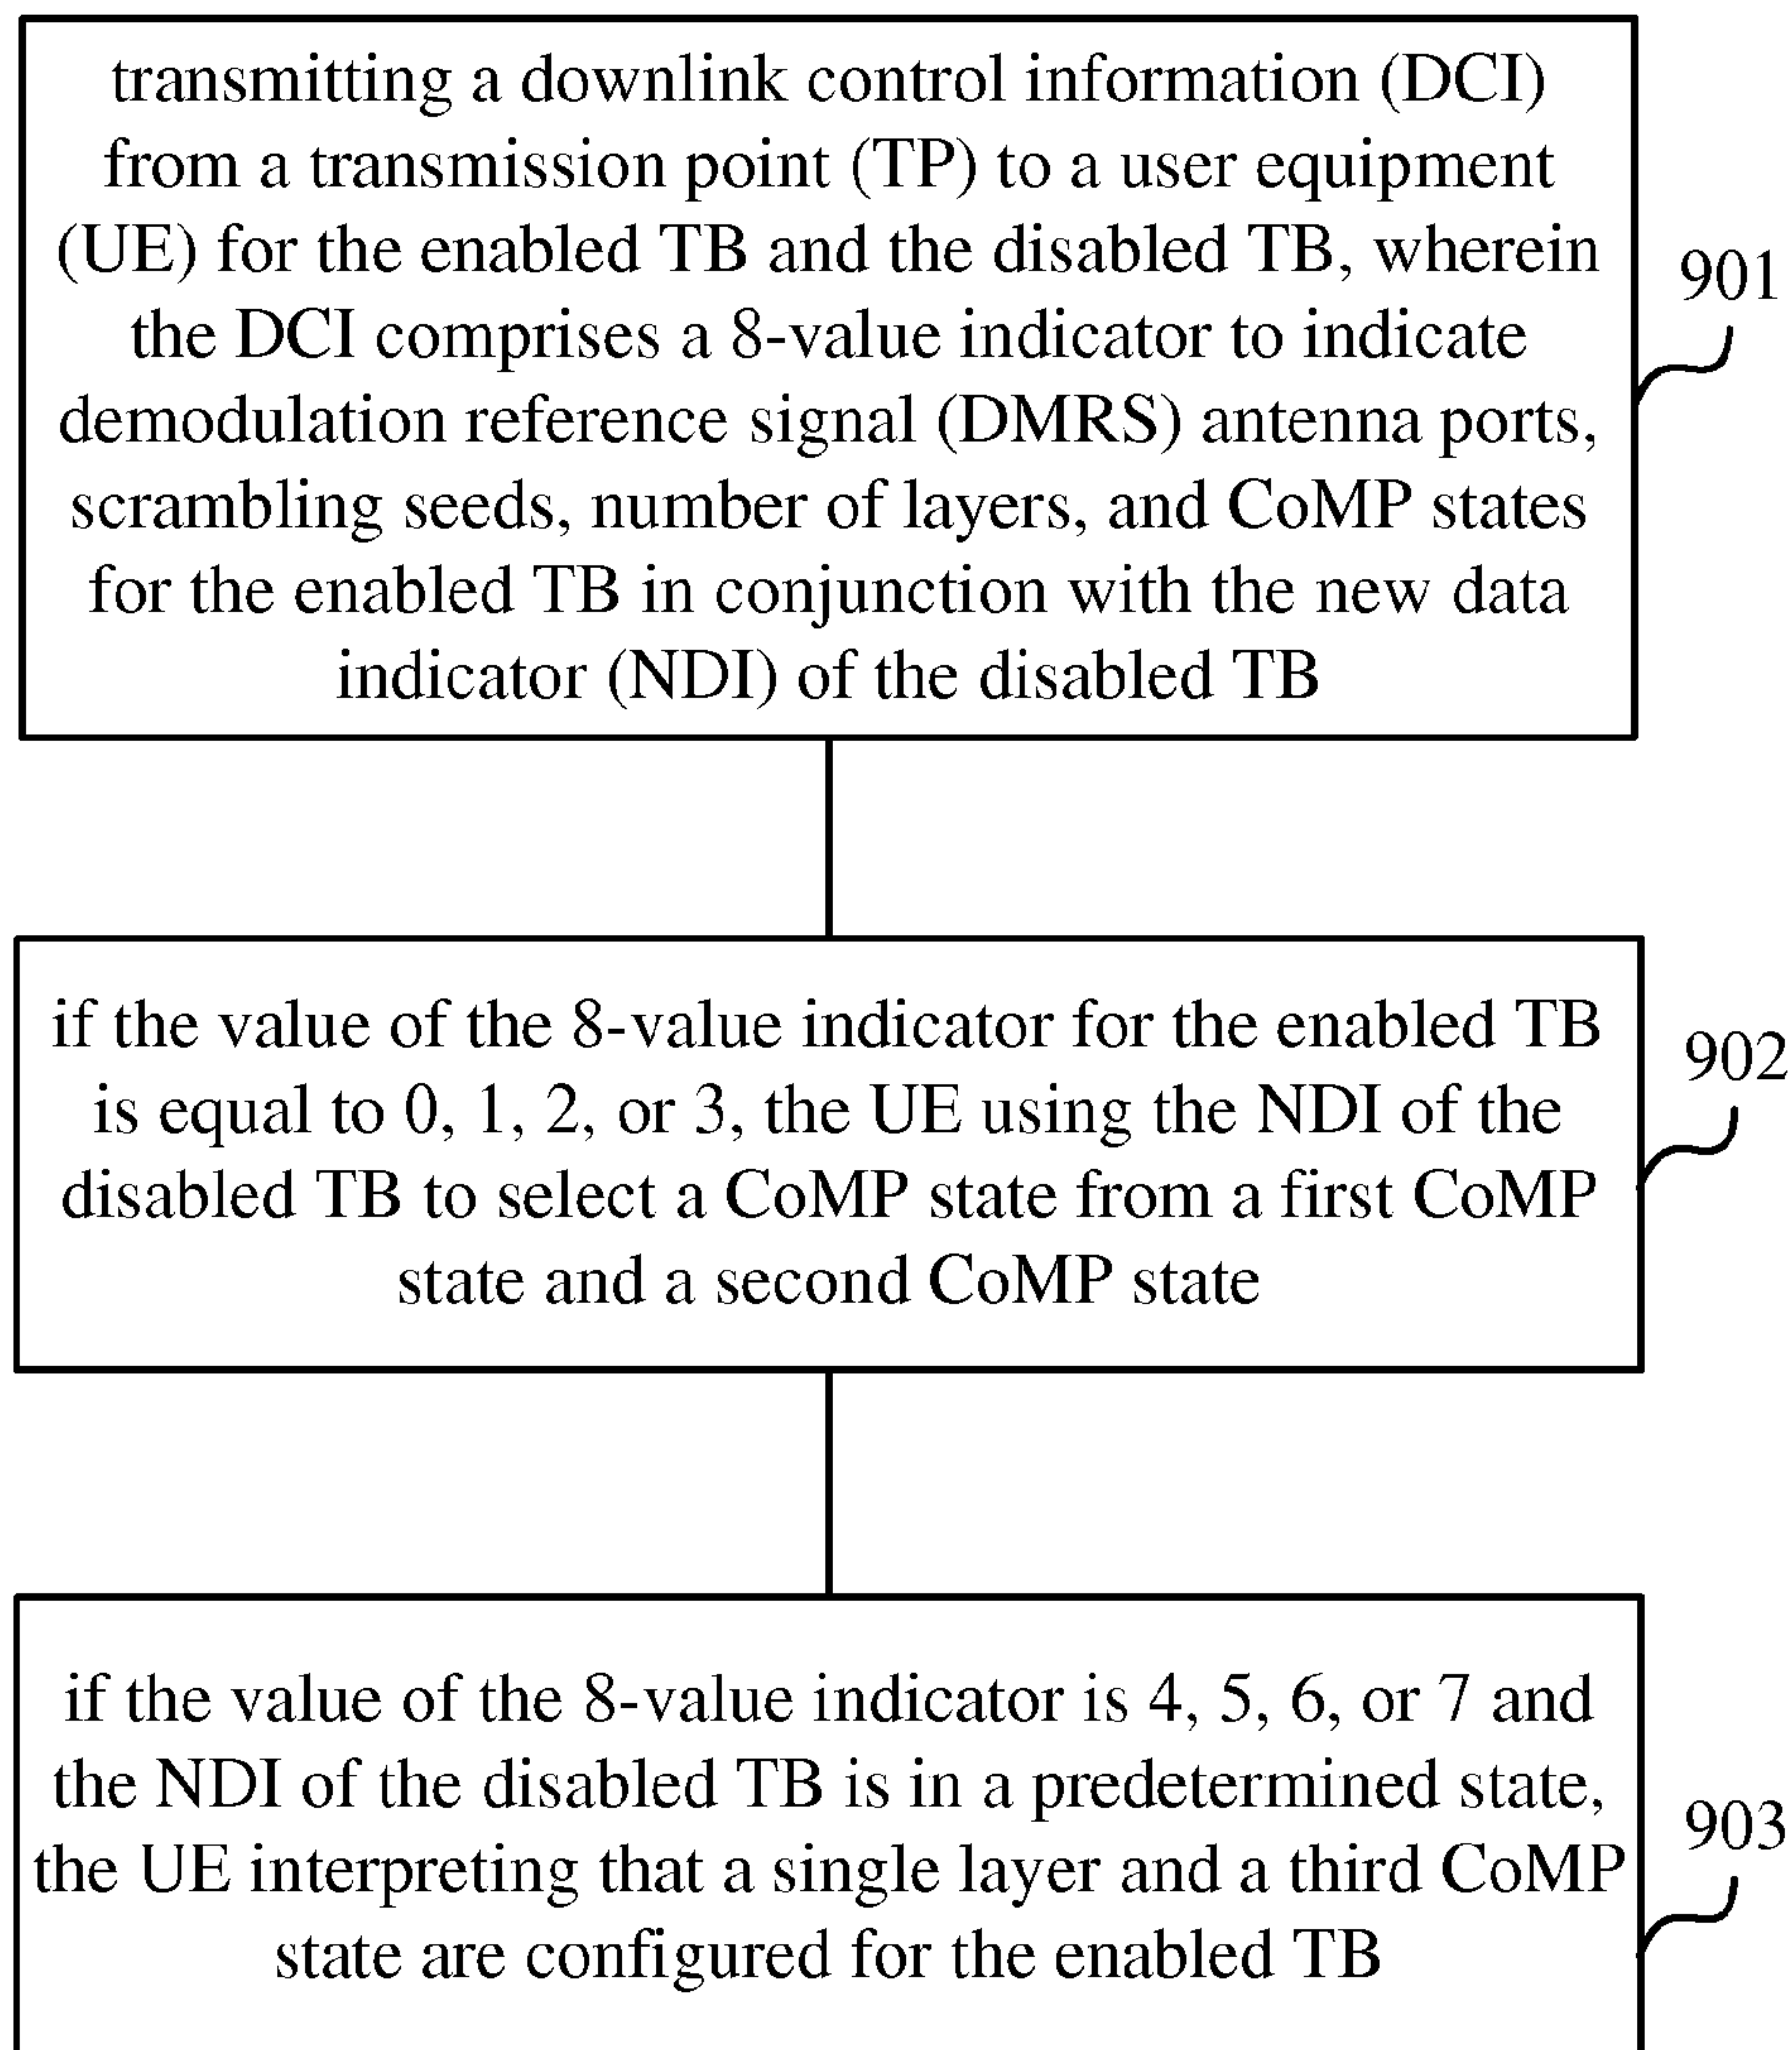 transmitting a downlink control information (DCI)
from a transmission point (TP) to a user equipment
(UE) for the enabled TB and the disabled TB, wherein
the DCI comprises a 8-value indicator to indicate
demodulation reference signal (DMRS) antenna ports,
scrambling seeds, number of layers, and CoMP states
for the enabled TB in conjunction with the new data
indicator (NDI) of the disabled TB
901
if the value of the 8-value indicator for the enabled TB
is equal to 0, 1, 2, or 3, the UE using the NDI of the
disabled TB to select a CoMP state from a first CoMP
state and a second CoMP state
902
if the value of the 8-value indicator is 4, 5, 6, or 7 and
the NDI of the disabled TB is in a predetermined state,
the UE interpreting that a single layer and a third CoMP
state are configured for the enabled TB
903